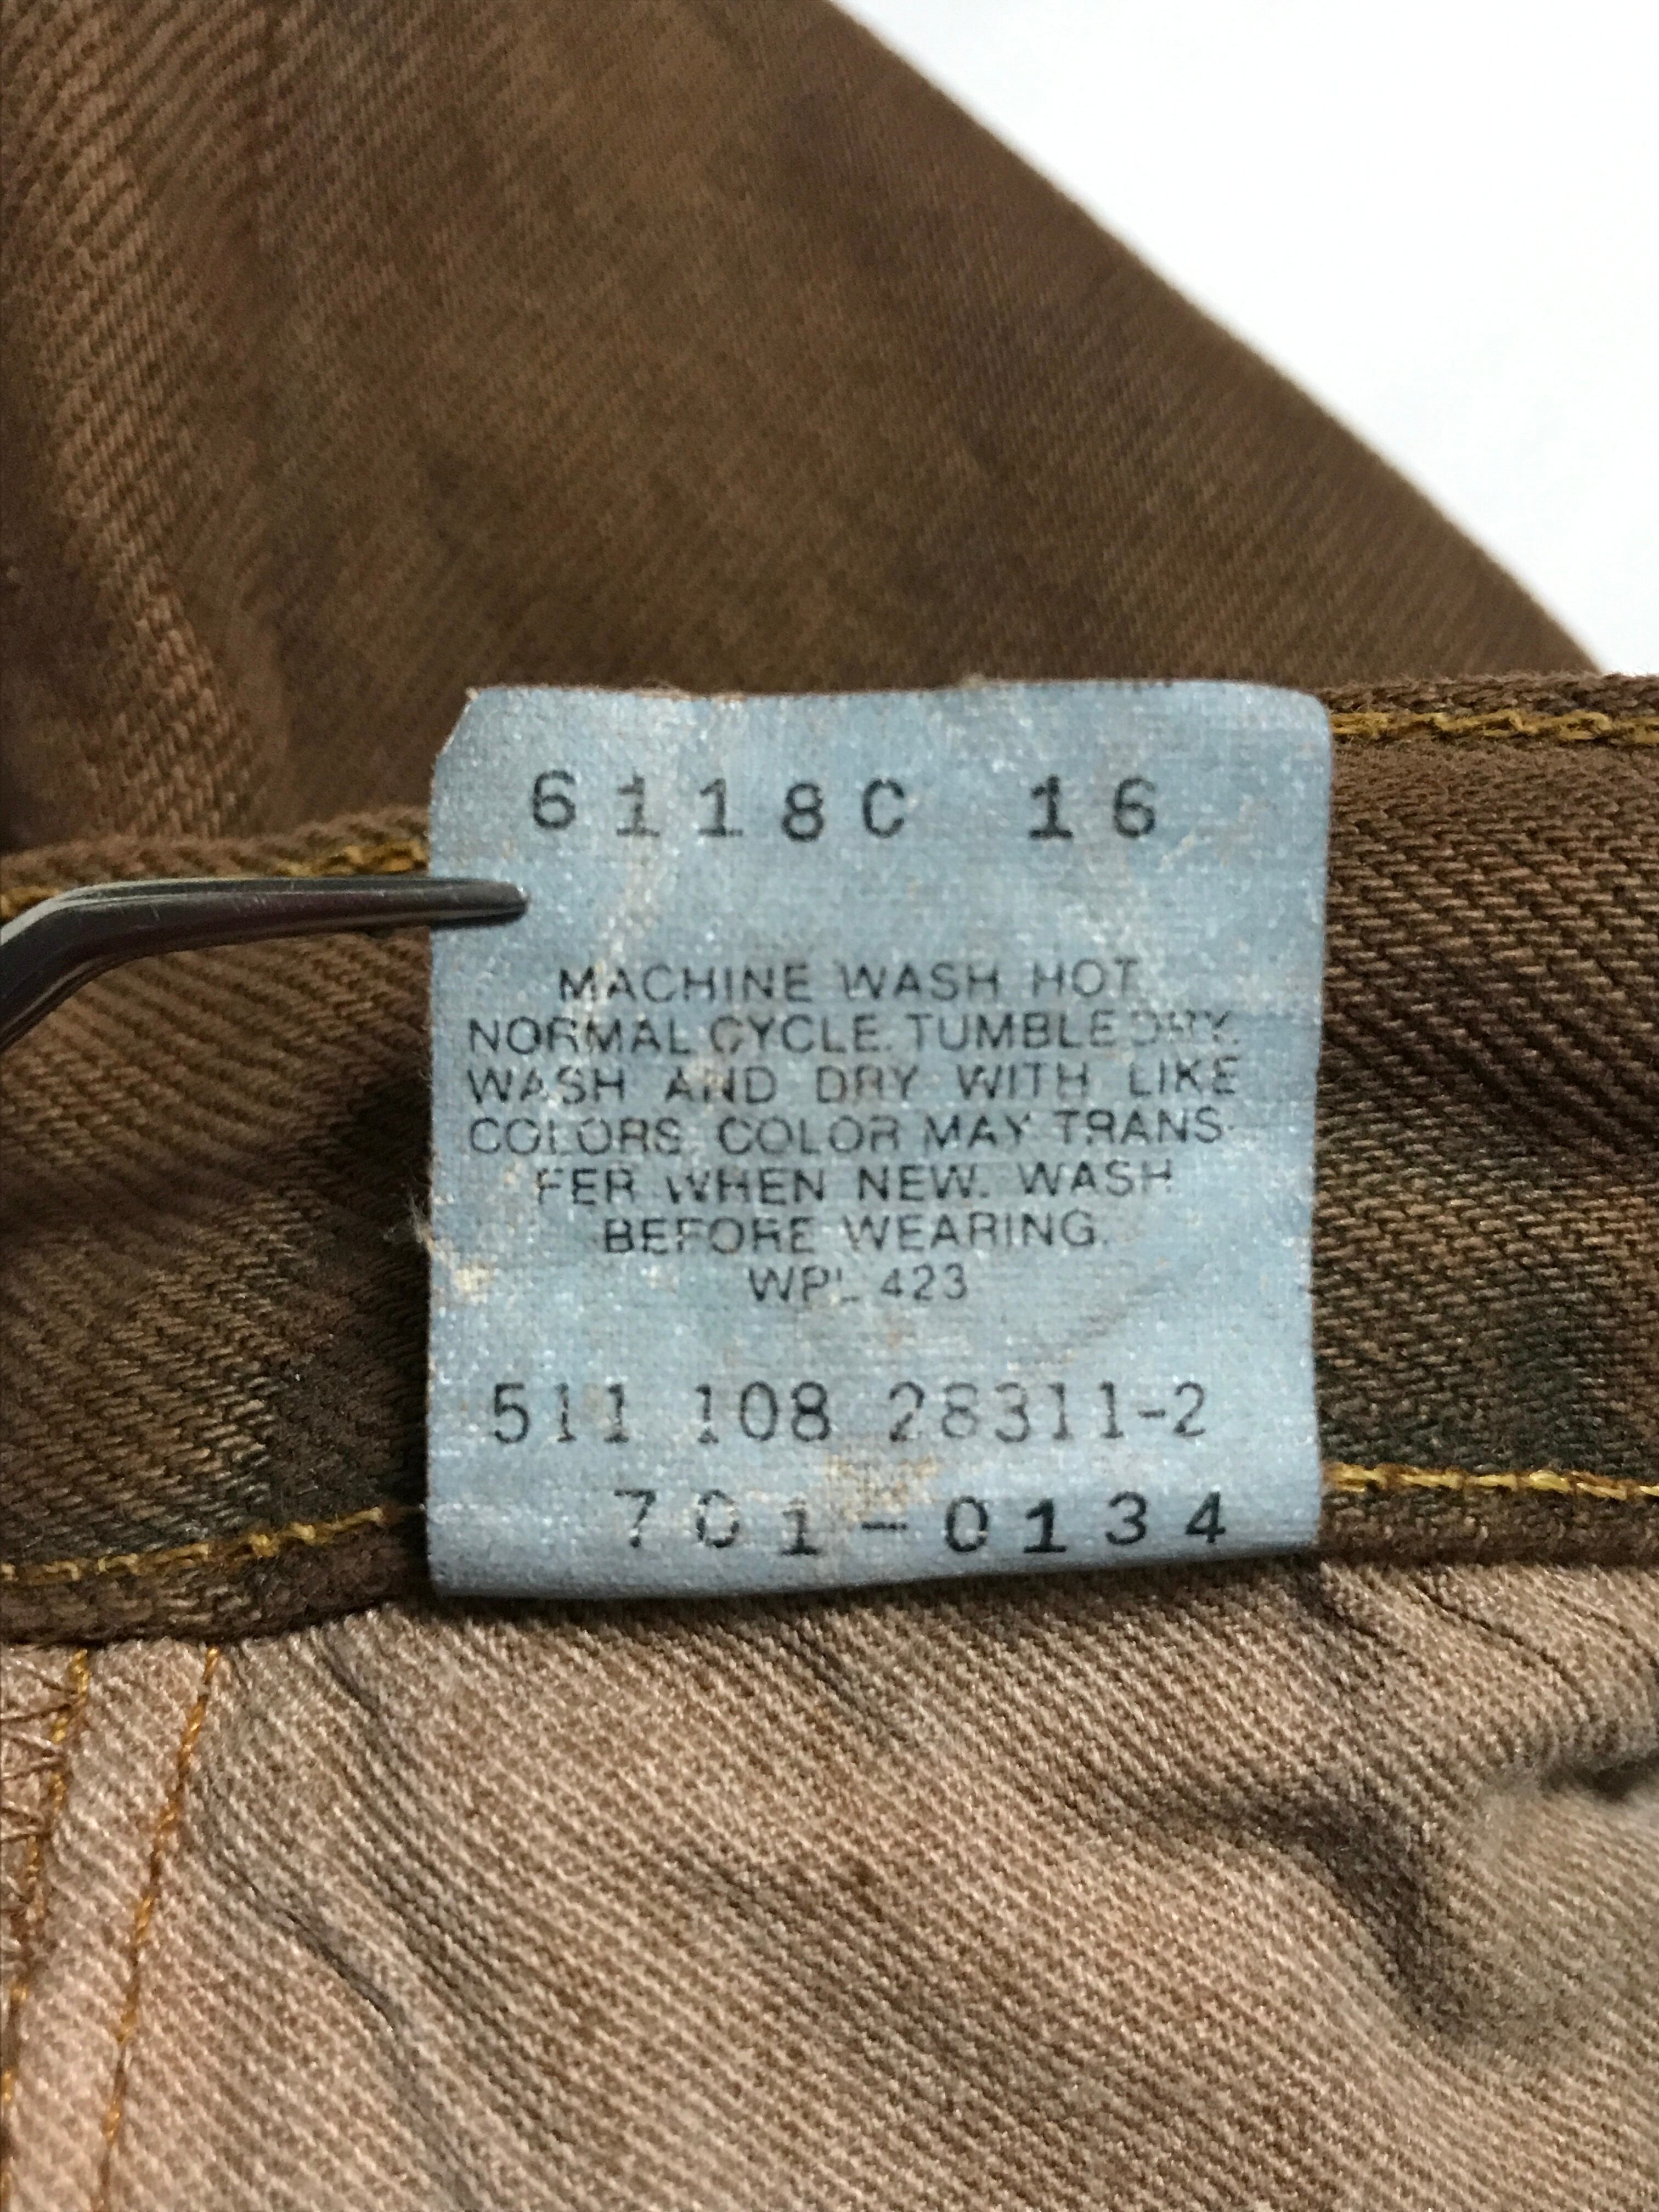 6118C 16
MACHINE WASH HOT
NORMAL CYCLE. TUMBLE DRY.
WASH AND DRY WITH LIKE
COLORS. COLOR MAY TRANS-
FER WHEN NEW. WASH
BEFORE WEARING.
WPL 423
511 108 28311-2
701-0134